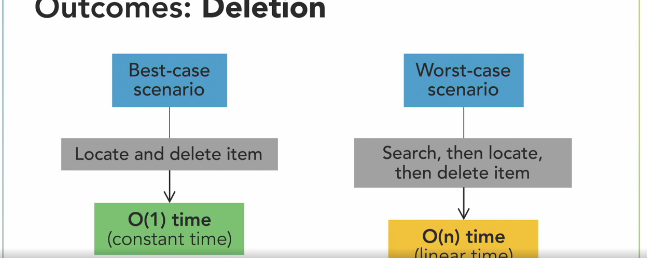 Outcomes: Deletion
Best-case
scenario
Worst-case
scenario
Locate and delete item
Search, then locate,
then delete item
O(1) time
(constant time)
O(n) time
(linear time)